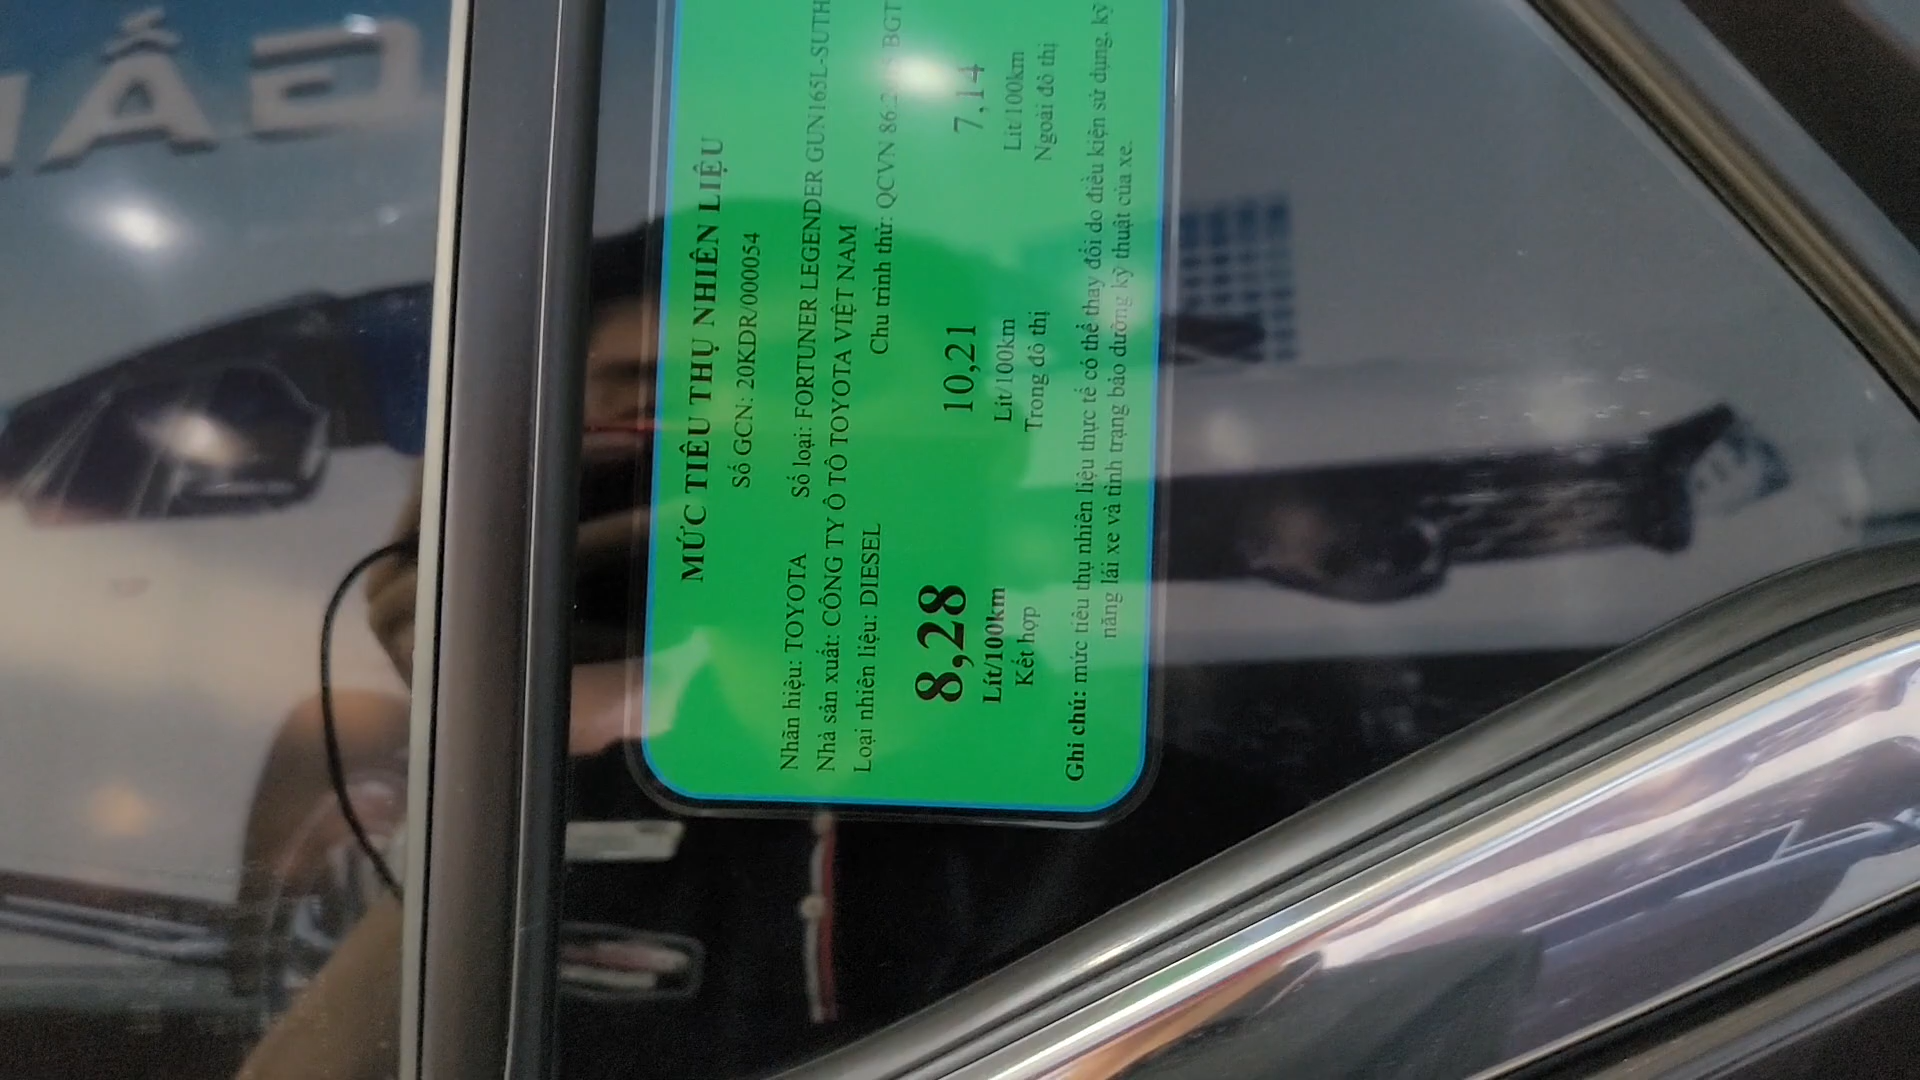 MỨC TIÊU THỤ NHIÊN LIỆU
Số GCN: 20KDR/000054
Nhãn hiệu: TOYOTA Số loại: FORTUNER LEGENDER GUN165L-SUTH
Nhà sản xuất: CÔNG TY Ô TÔ TOYOTA VIỆT NAM
Loại nhiên liệu: DIESEL Chu trình thử: QCVN 86: BGT
8,28 10,21 7,14
Lít/100km Lít/100km Lít/100km
Kết hợp Trong đô thị Ngoài đô thị
Ghi chú: mức tiêu thụ nhiên liệu thực tế có thể thay đổi do điều kiện sử dụng, kỹ
năng lái xe và tình trạng bảo dưỡng kỹ thuật của xe.